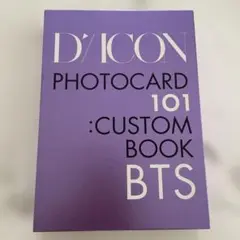 D'/ICON
PHOTOCARD
101
:CUSTOM
BOOK
BTS